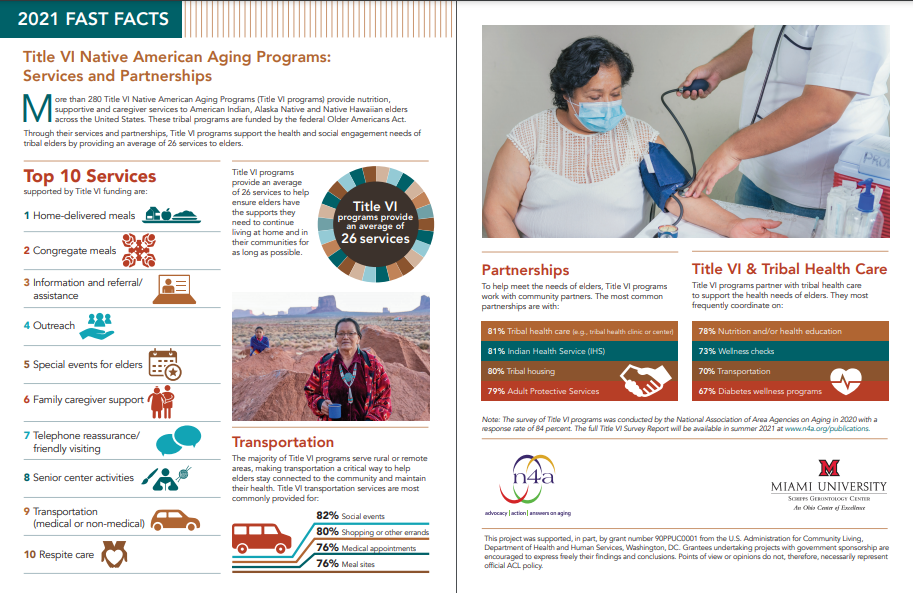 2021 FAST FACTS
Title VI Native American Aging Programs:
Services and Partnerships
More than 280 Title VI Native American Aging Programs (Title VI programs) provide nutrition,
supportive and caregiver services to American Indian, Alaska Native and Native Hawaiian elders
across the United States. These tribal programs are funded by the federal Older Americans Act.
Through their services and partnerships, Title VI programs support the health and social engagement needs of
tribal elders by providing an average of 26 services to elders.
Top 10 Services
supported by Title VI funding are:
1 Home-delivered meals
2 Congregate meals
3 Information and referral/
assistance
4 Outreach
5 Special events for elders
6 Family caregiver support
7 Telephone reassurance/
friendly visiting
8 Senior center activities
9 Transportation
(medical or non-medical)
10 Respite care
Title VI programs
provide an average
of 26 services to help
ensure elders have
the supports they
need to continue
living at home and in
their communities for
as long as possible.
Title VI
programs provide
an average of
26 services
Transportation
The majority of Title VI programs serve rural or remote
areas, making transportation a critical way to help
elders stay connected to the community and maintain
their health. Title VI transportation services are most
commonly provided for:
82% Social events
80% Shopping or other errands
76% Medical appointments
76% Meal sites
Partnerships
To help meet the needs of elders, Title VI programs
work with community partners. The most common
partnerships are with:
81% Tribal health care (e.g., tribal health clinic or center)
81% Indian Health Service (IHS)
80% Tribal housing
79% Adult Protective Services
Title VI & Tribal Health Care
Title VI programs partner with tribal health care
to support the health needs of elders. They most
frequently coordinate on:
78% Nutrition and/or health education
73% Wellness checks
70% Transportation
67% Diabetes wellness programs
Note: The survey of Title VI programs was conducted by the National Association of Area Agencies on Aging in 2020 with a
response rate of 84 percent. The full Title VI Survey Report will be available in summer 2021 at www.n4a.org/publications.
n4a
advocacy | action | answers on aging
M
MIAMI UNIVERSITY
SCRIPPS GERONTOLOGY CENTER
An Ohio Center of Excellence
This project was supported, in part, by grant number 90PPUC0001 from the U.S. Administration for Community Living,
Department of Health and Human Services, Washington, DC. Grantees undertaking projects with government sponsorship are
encouraged to express freely their findings and conclusions. Points of view or opinions do not, therefore, necessarily represent
official ACL policy.